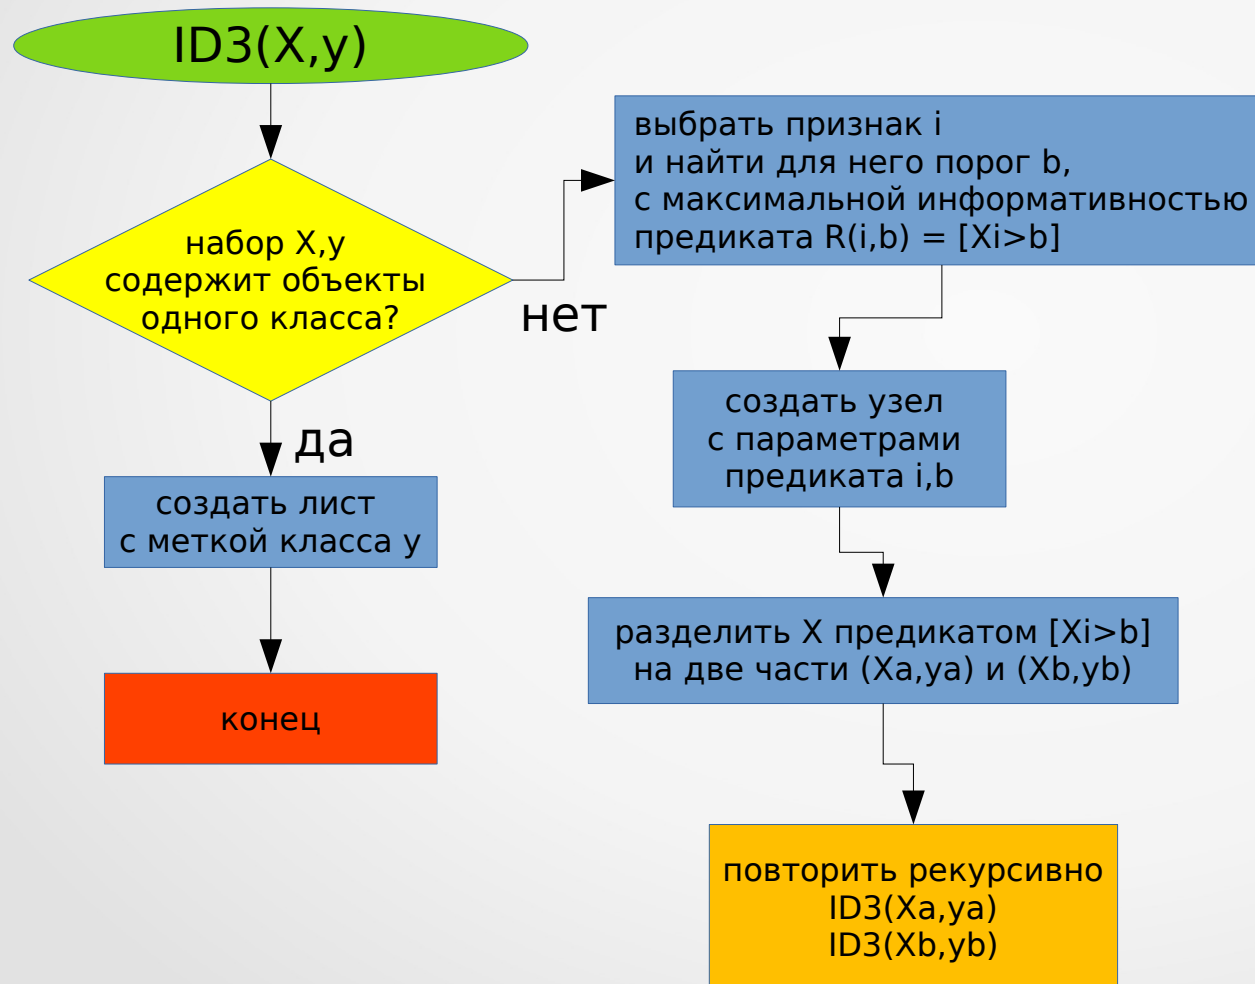 ID3(X,y)
набор X,y
содержит объекты
одного класса?
нет
да
создать лист
с меткой класса y
конец
выбрать признак i
и найти для него порог b,
с максимальной информативностью
предиката R(i,b) = [Xi>b]
создать узел
с параметрами
предиката i,b
разделить X предикатом [Xi>b]
на две части (Xa,ya) и (Xb,yb)
повторить рекурсивно
ID3(Xa,ya)
ID3(Xb,yb)